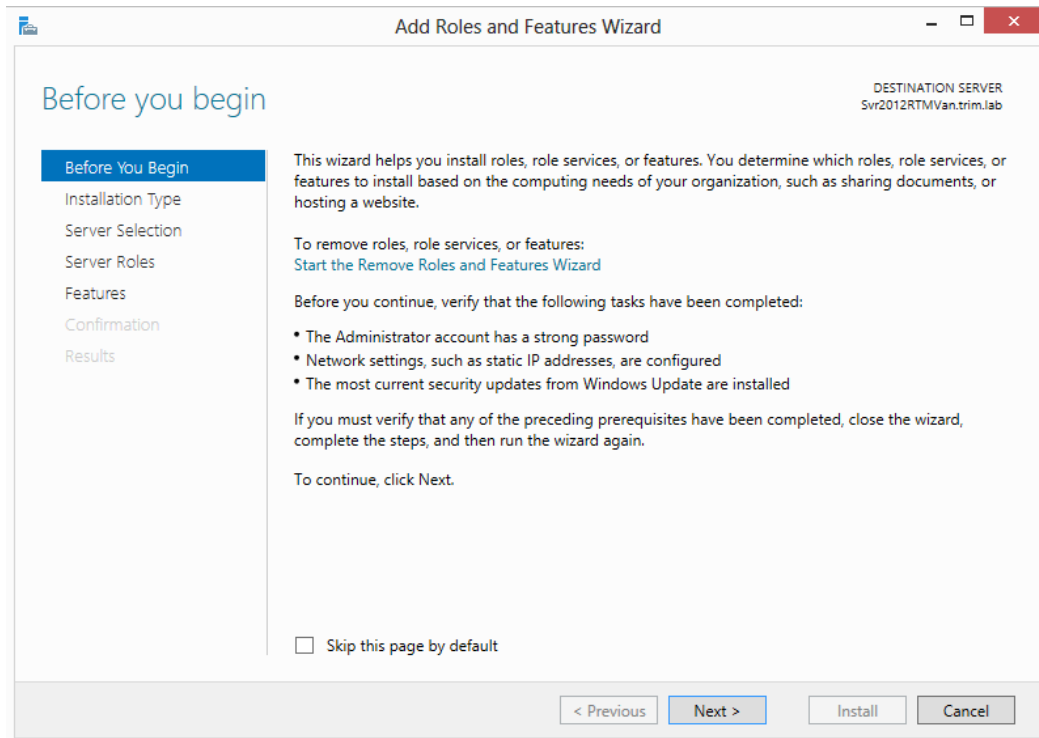 Add Roles and Features Wizard
Before you begin
DESTINATION SERVER
Svr2012RTMVan.trim.lab
Before You Begin
Installation Type
Server Selection
Server Roles
Features
Confirmation
Results
This wizard helps you install roles, role services, or features. You determine which roles, role services, or
features to install based on the computing needs of your organization, such as sharing documents, or
hosting a website.
To remove roles, role services, or features:
Start the Remove Roles and Features Wizard
Before you continue, verify that the following tasks have been completed:
• The Administrator account has a strong password
• Network settings, such as static IP addresses, are configured
• The most current security updates from Windows Update are installed
If you must verify that any of the preceding prerequisites have been completed, close the wizard,
complete the steps, and then run the wizard again.
To continue, click Next.
Skip this page by default
< Previous
Next >
Install
Cancel